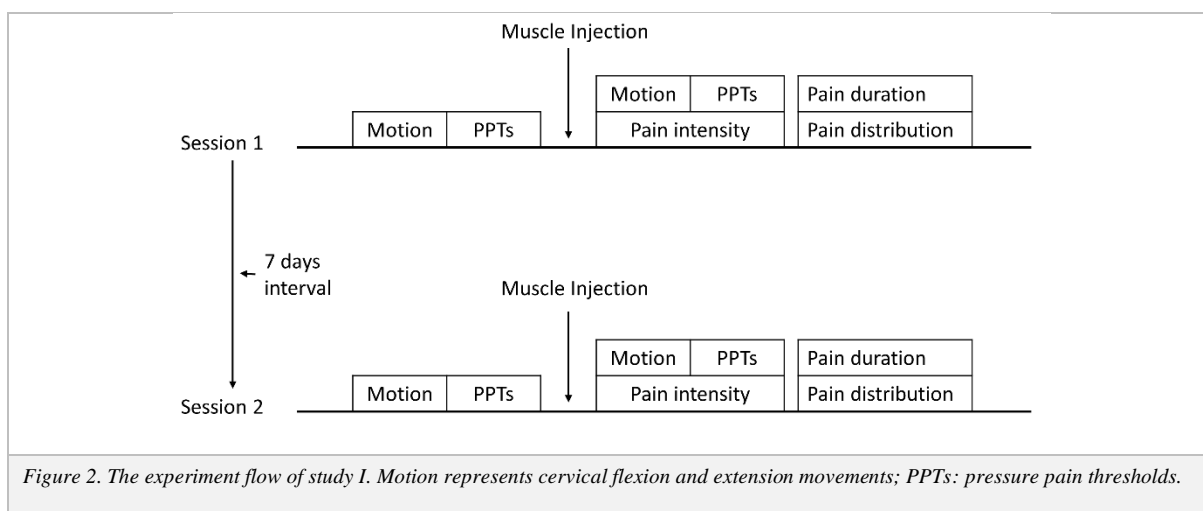 Muscle Injection
Motion PPTs Pain duration
Session 1 Motion PPTs Pain intensity Pain distribution
7 days
interval
Muscle Injection
Motion PPTs Pain duration
Session 2 Motion PPTs Pain intensity Pain distribution
Figure 2. The experiment flow of study I. Motion represents cervical flexion and extension movements; PPTs: pressure pain thresholds.